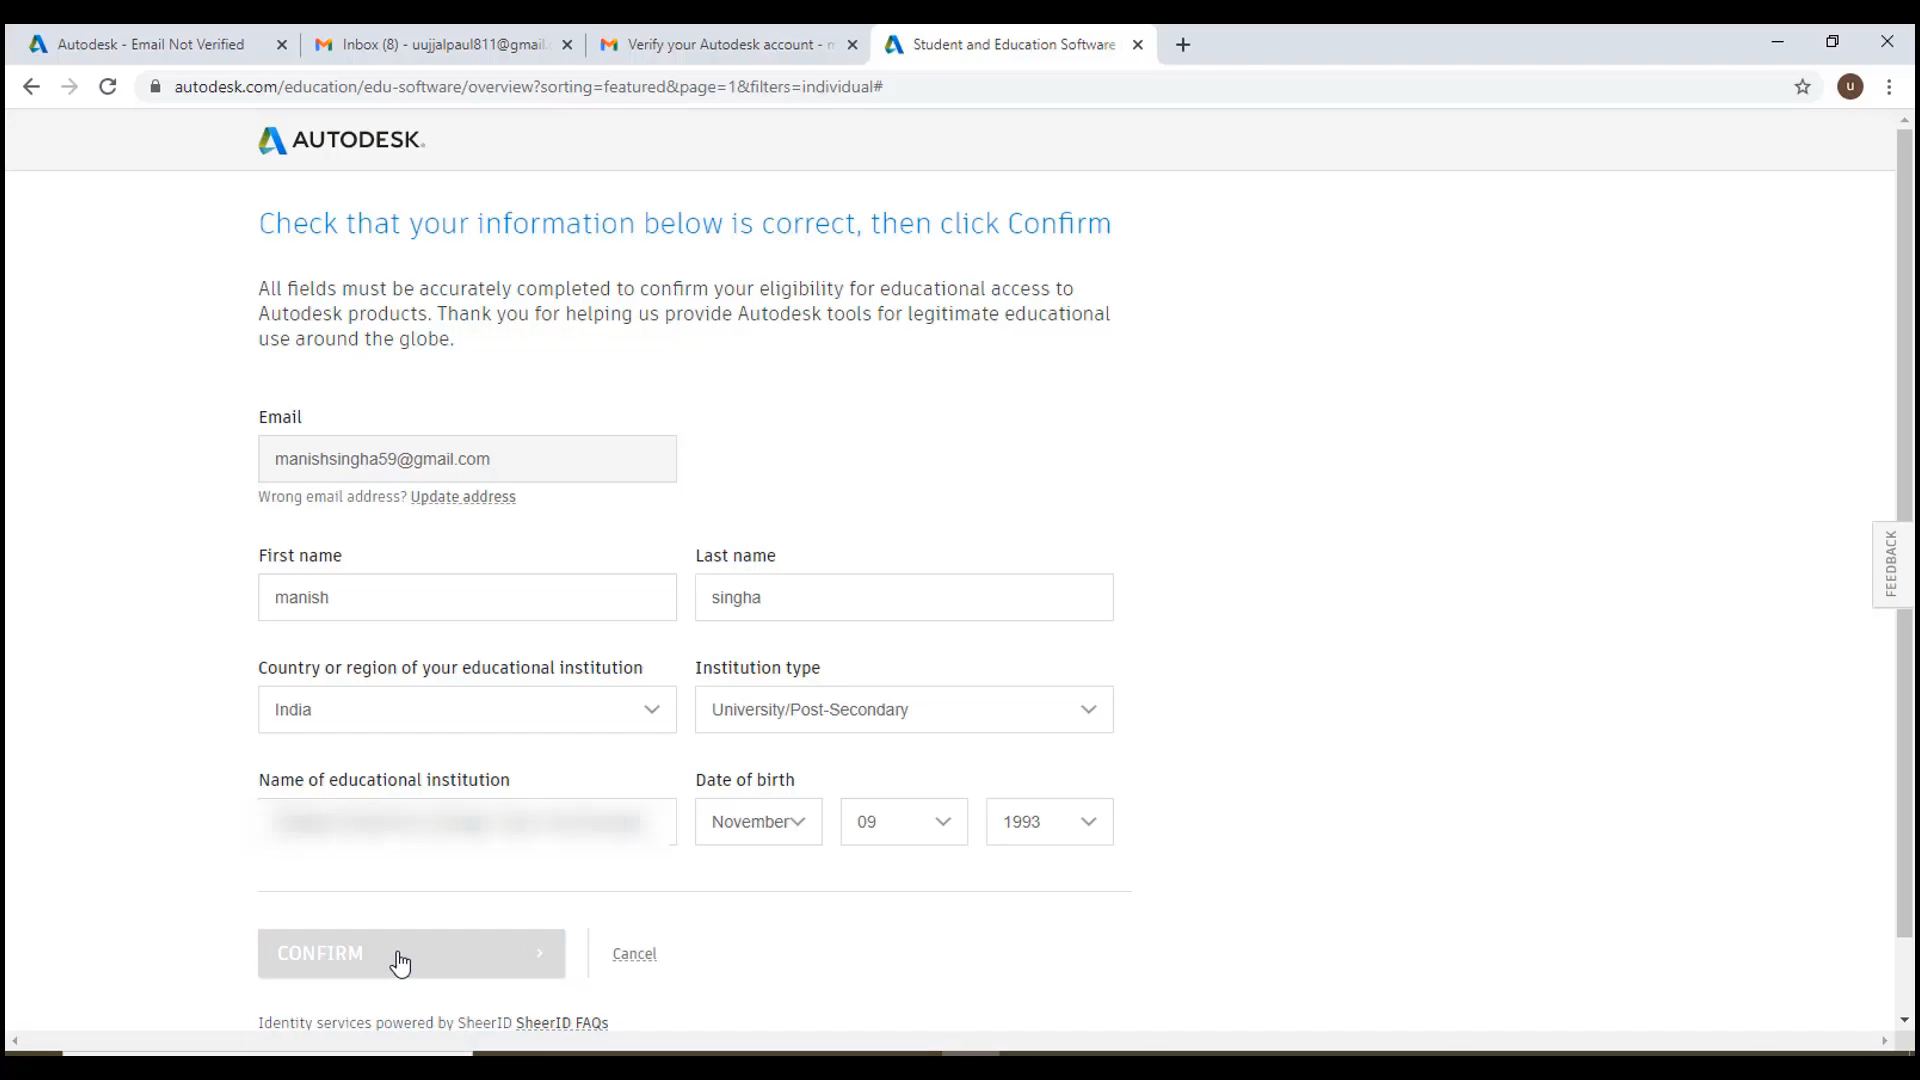 Autodesk - Email Not Verified
Inbox (8) - uujjalpaul811@gmail.
Verify your Autodesk account -
Student and Education Software
autodesk.com/education/edu-software/overview?sorting=featured&page=1&filters=individual#
u
AUTODESK.
Check that your information below is correct, then click Confirm
All fields must be accurately completed to confirm your eligibility for educational access to
Autodesk products. Thank you for helping us provide Autodesk tools for legitimate educational
use around the globe.
Email
manishsingha59@gmail.com
Wrong email address? Update address
First name
Last name
manish
singha
Country or region of your educational institution
Institution type
India
University/Post-Secondary
Name of educational institution
Date of birth
November
09
1993
CONFIRM
Cancel
Identity services powered by SheerID SheerID FAQs
FEEDBACK